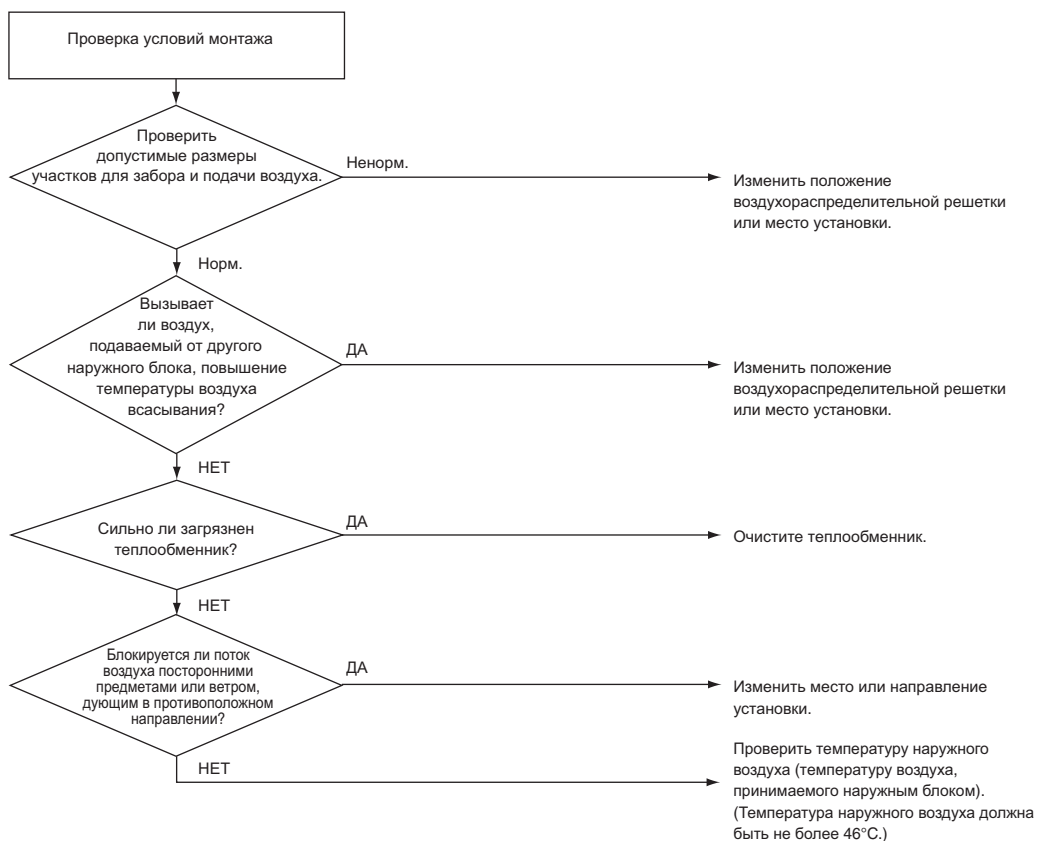 Проверка условий монтажа
Проверить
допустимые размеры
участков для забора и подачи воздуха.
Ненорм.
Изменить положение
воздухораспределительной решетки
или место установки.
Норм.
Вызывает
ли воздух,
подаваемый от другого
наружного блока, повышение
температуры воздуха
всасывания?
ДА
Изменить положение
воздухораспределительной решетки
или место установки.
НЕТ
Сильно ли загрязнен
теплообменник?
ДА
Очистите теплообменник.
НЕТ
Блокируется ли поток
воздуха посторонними
предметами или ветром,
дующим в противоположном
направлении?
ДА
Изменить место или направление
установки.
НЕТ
Проверить температуру наружного
воздуха (температуру воздуха,
принимаемого наружным блоком).
(Температура наружного воздуха должна
быть не более 46°C.)